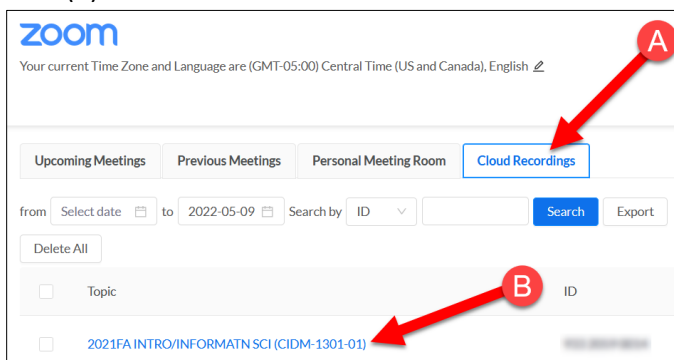 zoom
Your current Time Zone and Language are (GMT-05:00) Central Time (US and Canada), English
A
Upcoming Meetings Previous Meetings Personal Meeting Room Cloud Recordings
from Select date to 2022-05-09 Search by ID Search Export
Delete All
B
Topic ID
2021FA INTRO/INFORMATN SCI (CIDM-1301-01)